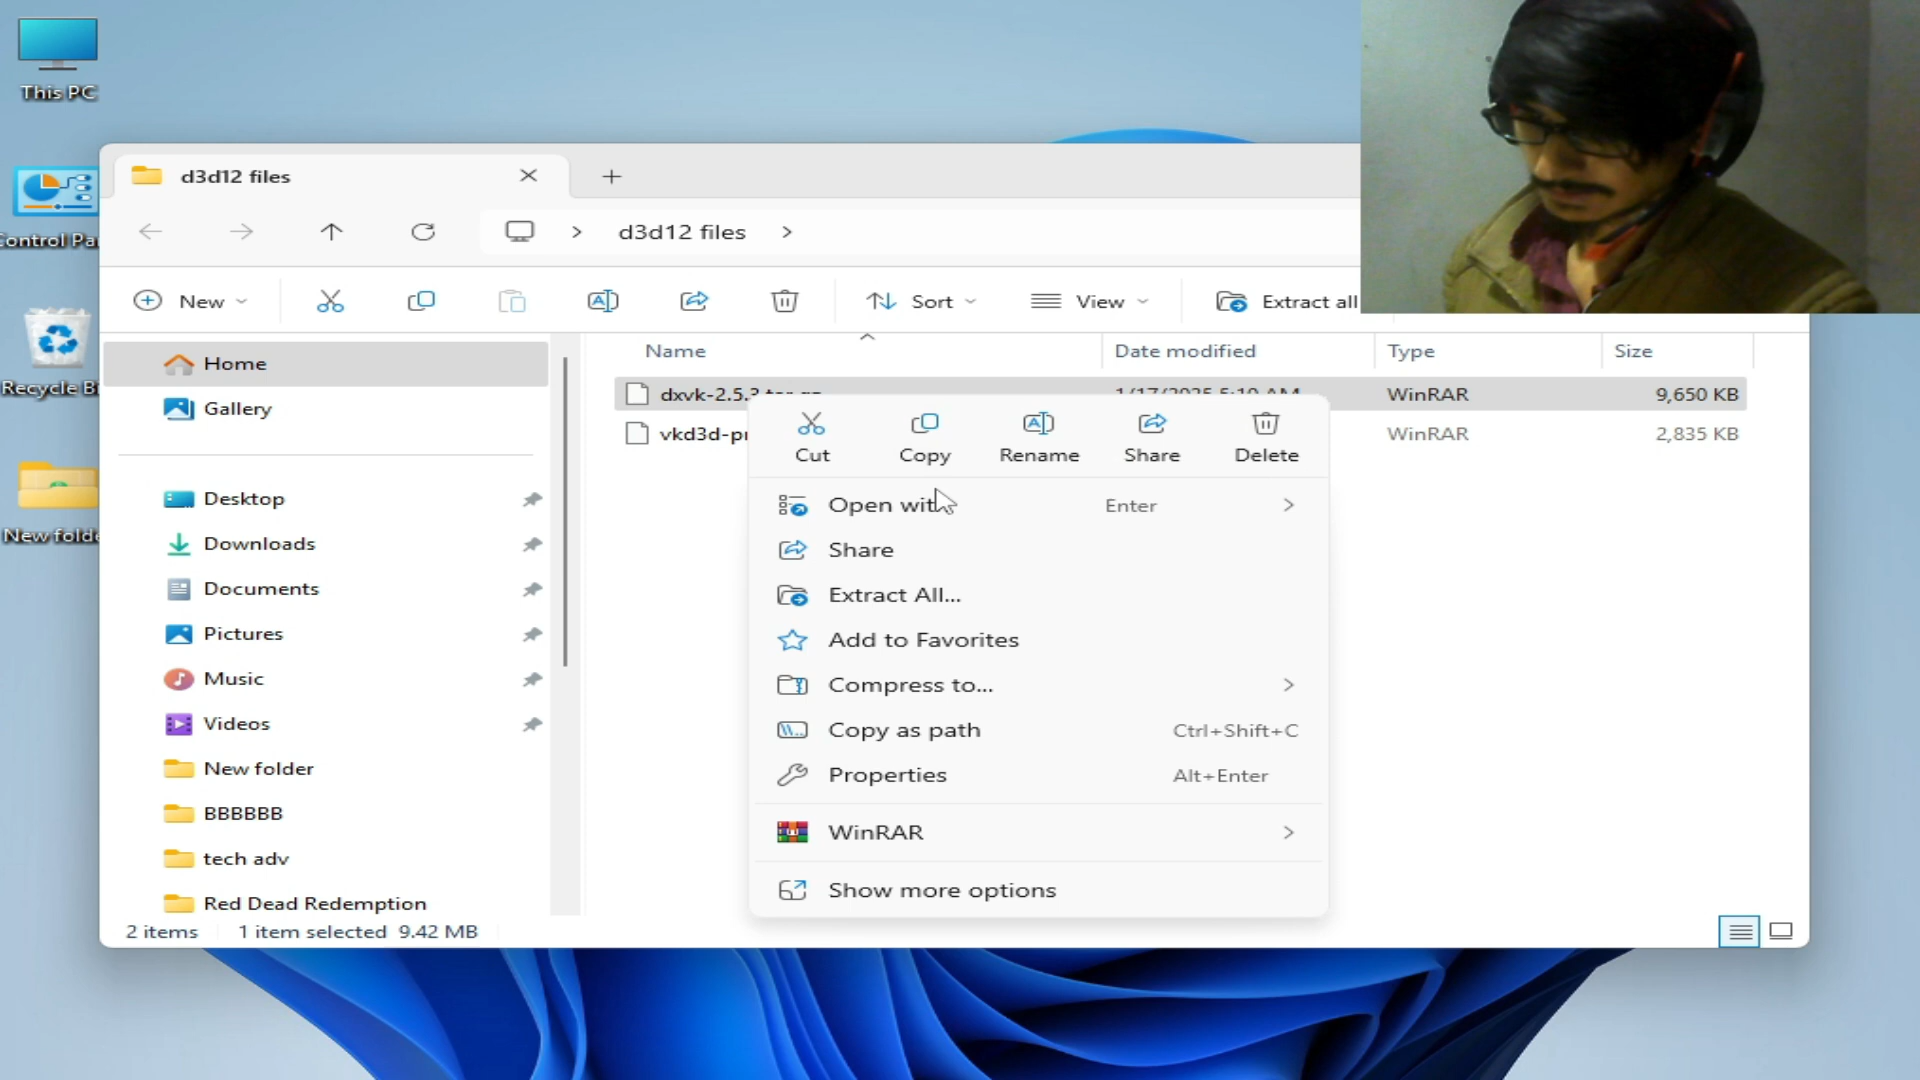 This PC
Control Pa
Recycle B
New folde
d3d12 files
d3d12 files
New
Sort
View
Extract all
Home
Gallery
Desktop
Downloads
Documents
Pictures
Music
Videos
New folder
BBBBBB
tech adv
Red Dead Redemption
Name
Date modified
Type
Size
dxvk-2.5.3.tar.gz 1/17/2025 5:10 AM WinRAR 9,650 KB
vkd3d-pr WinRAR 2,835 KB
Cut
Copy
Rename
Share
Delete
Open with Enter
Share
Extract All...
Add to Favorites
Compress to...
Copy as path Ctrl+Shift+C
Properties Alt+Enter
WinRAR
Show more options
2 items 1 item selected 9.42 MB